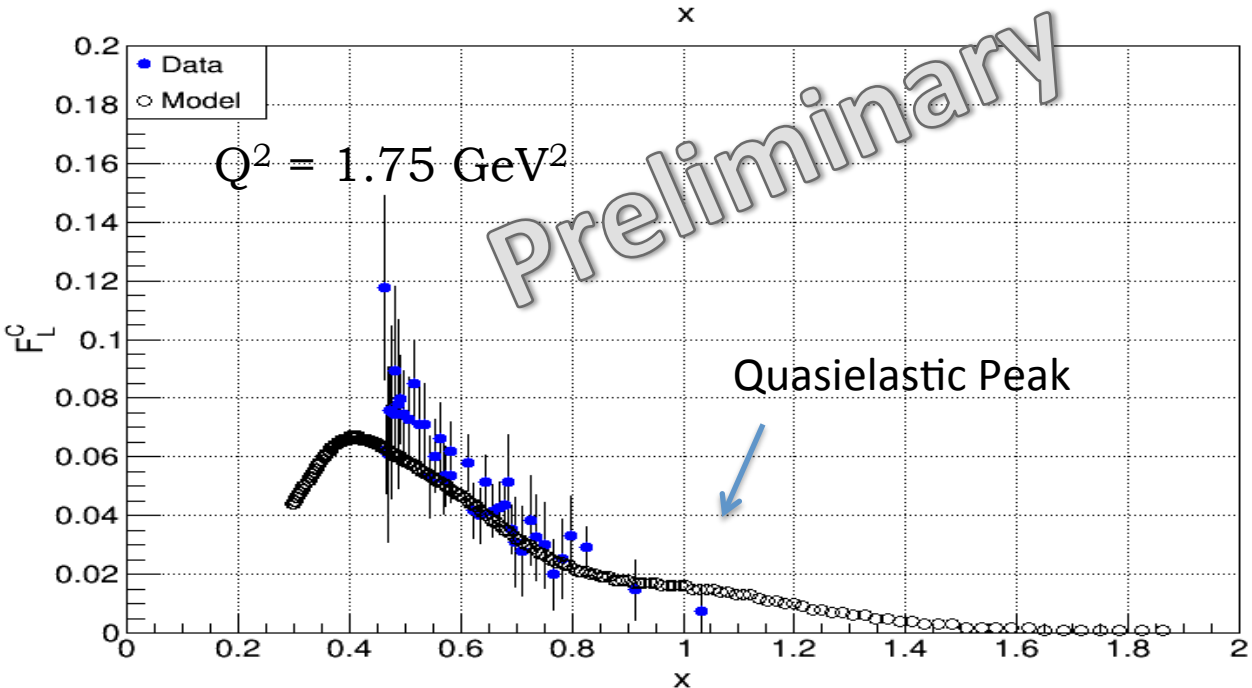 x
0.2
Data
Model
0.18
0.16
Q² = 1.75 GeV²
Preliminary
0.14
0.12
0.1
F_L^C
0.08
Quasielastic Peak
0.06
0.04
0.02
0
0 0.2 0.4 0.6 0.8 1 1.2 1.4 1.6 1.8 2
x